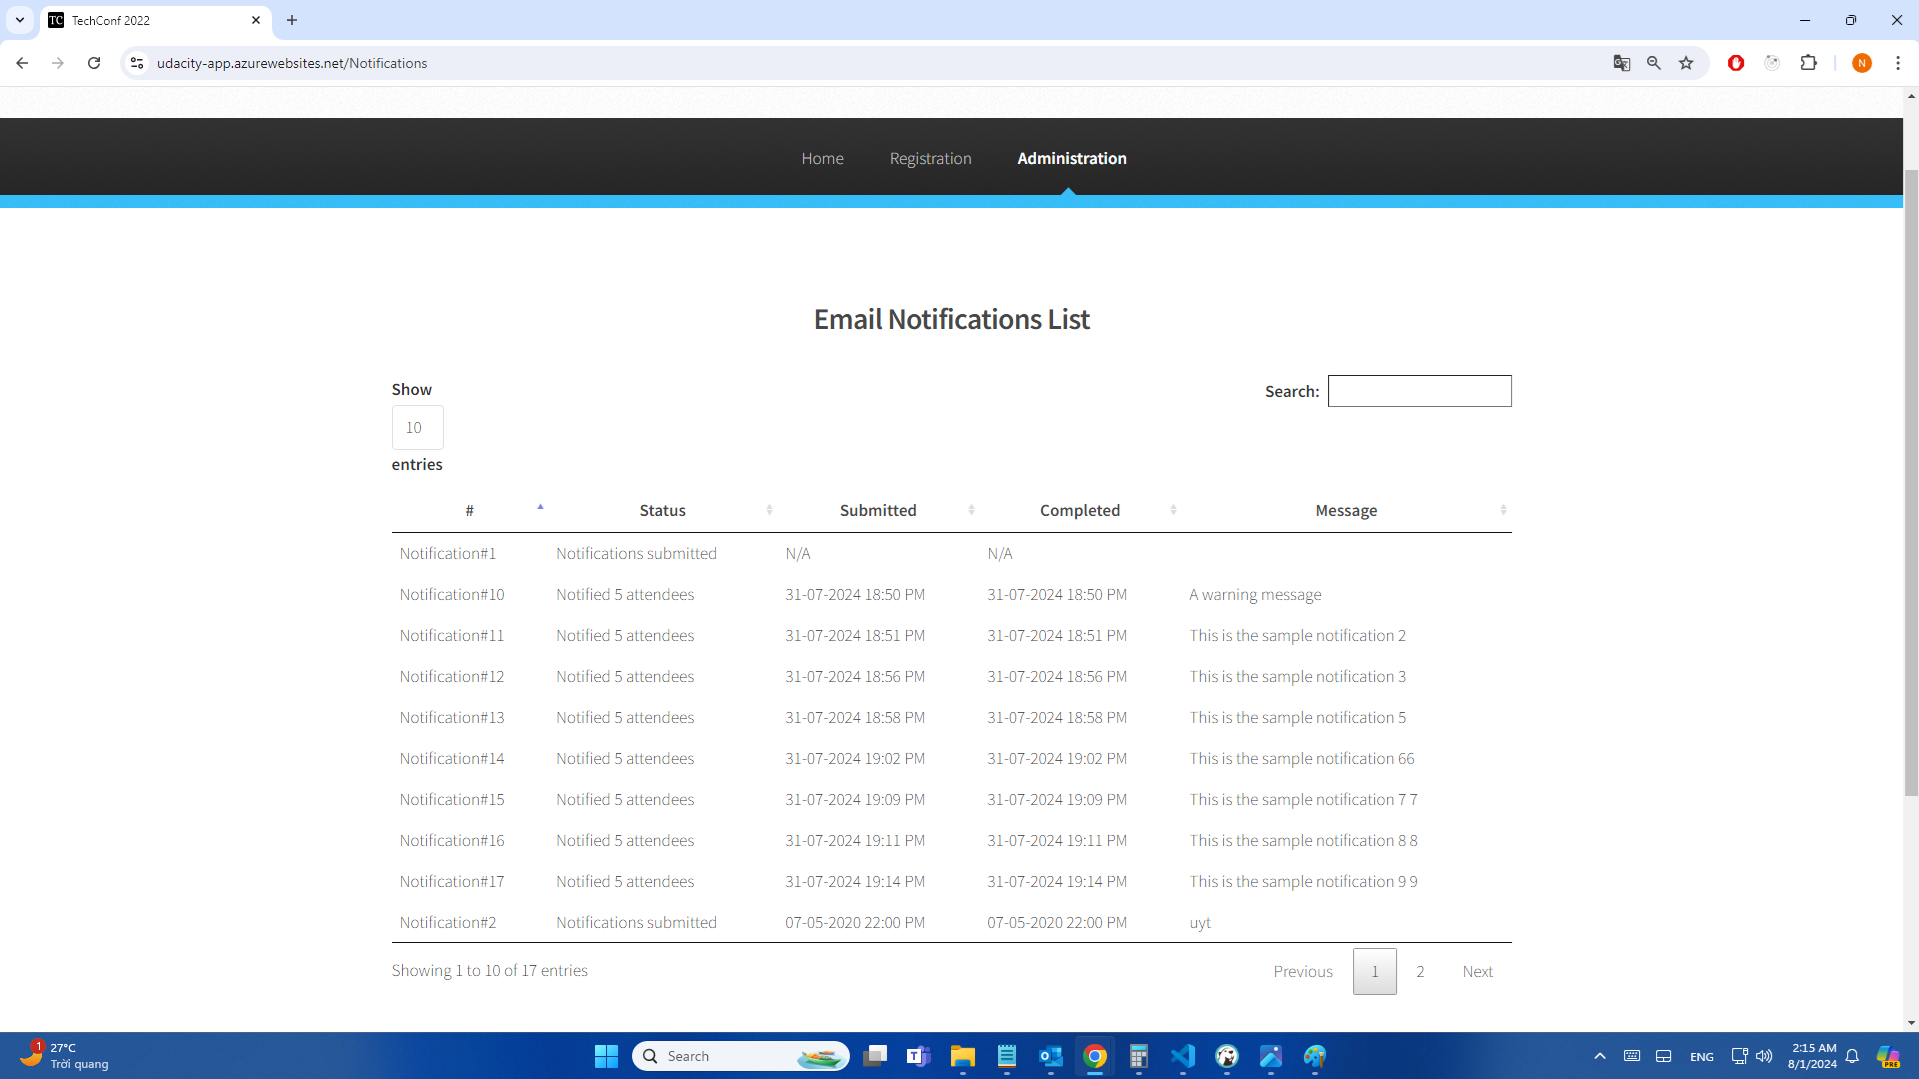 TC TechConf 2022
udacity-app.azurewebsites.net/Notifications
N
Home Registration Administration
Email Notifications List
Show
10
entries
Search:
# Status Submitted Completed Message
Notification#1 Notifications submitted N/A N/A
Notification#10 Notified 5 attendees 31-07-2024 18:50 PM 31-07-2024 18:50 PM A warning message
Notification#11 Notified 5 attendees 31-07-2024 18:51 PM 31-07-2024 18:51 PM This is the sample notification 2
Notification#12 Notified 5 attendees 31-07-2024 18:56 PM 31-07-2024 18:56 PM This is the sample notification 3
Notification#13 Notified 5 attendees 31-07-2024 18:58 PM 31-07-2024 18:58 PM This is the sample notification 5
Notification#14 Notified 5 attendees 31-07-2024 19:02 PM 31-07-2024 19:02 PM This is the sample notification 66
Notification#15 Notified 5 attendees 31-07-2024 19:09 PM 31-07-2024 19:09 PM This is the sample notification 7 7
Notification#16 Notified 5 attendees 31-07-2024 19:11 PM 31-07-2024 19:11 PM This is the sample notification 8 8
Notification#17 Notified 5 attendees 31-07-2024 19:14 PM 31-07-2024 19:14 PM This is the sample notification 9 9
Notification#2 Notifications submitted 07-05-2020 22:00 PM 07-05-2020 22:00 PM uyt
Showing 1 to 10 of 17 entries
Previous 1 2 Next
1 27°C
Trời quang
Search
ENG
2:15 AM
8/1/2024
PRE